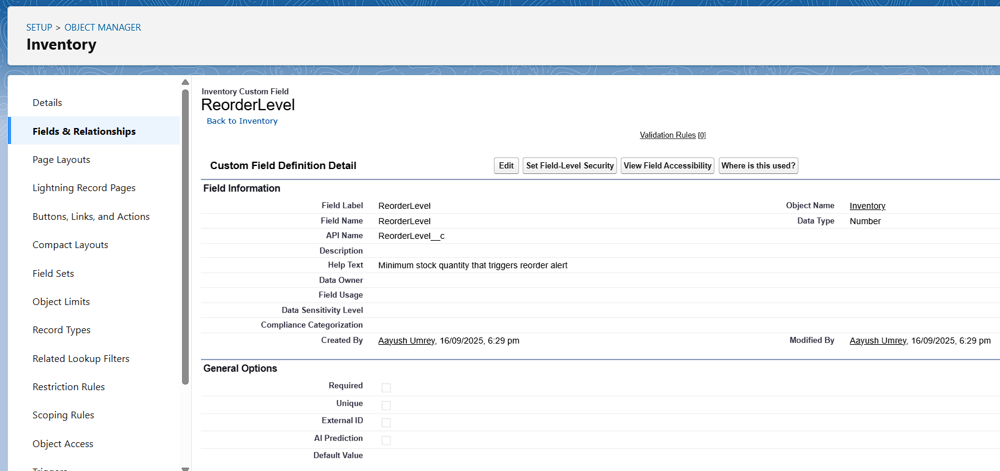 SETUP > OBJECT MANAGER
Inventory
Details
Fields & Relationships
Page Layouts
Lightning Record Pages
Buttons, Links, and Actions
Compact Layouts
Field Sets
Object Limits
Record Types
Related Lookup Filters
Restriction Rules
Scoping Rules
Object Access
Triggers
Inventory Custom Field
ReorderLevel
Back to Inventory
Validation Rules [0]
Custom Field Definition Detail
Edit
Set Field-Level Security
View Field Accessibility
Where is this used?
Field Information
Field Label ReorderLevel Object Name Inventory
Field Name ReorderLevel Data Type Number
API Name ReorderLevel__c
Description
Help Text Minimum stock quantity that triggers reorder alert
Data Owner
Field Usage
Data Sensitivity Level
Compliance Categorization
Created By Aayush Umrey, 16/09/2025, 6:29 pm Modified By Aayush Umrey, 16/09/2025, 6:29 pm
General Options
Required
Unique
External ID
AI Prediction
Default Value